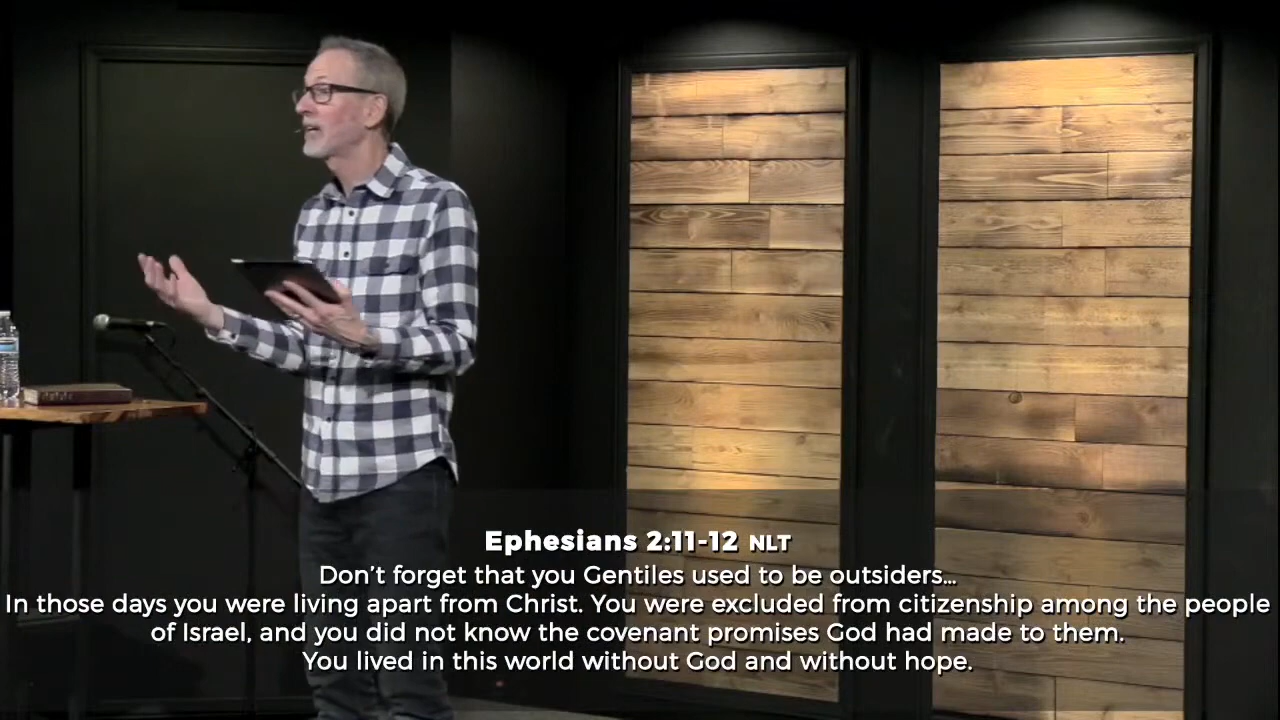 Ephesians 2:11-12 NLT
Don’t forget that you Gentiles used to be outsiders…
In those days you were living apart from Christ. You were excluded from citizenship among the people
of Israel, and you did not know the covenant promises God had made to them.
You lived in this world without God and without hope.